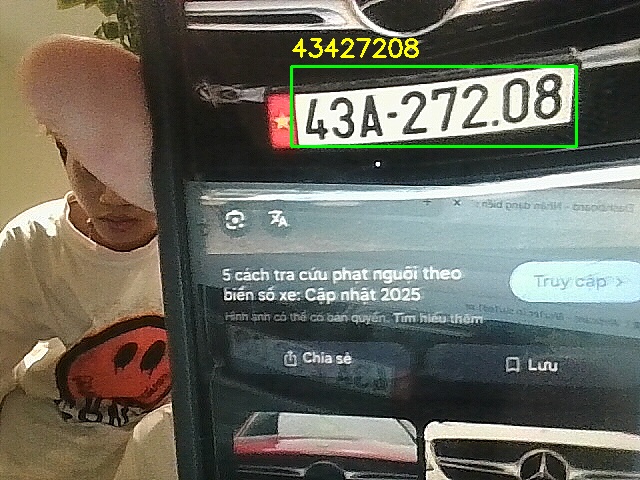 43427208
43A-272.08
5 cách tra cứu phạt nguội theo
biển số xe: Cập nhật 2025
Truy cập >
Hình ảnh có thể có bản quyền. Tìm hiểu thêm
Chia sẻ
Lưu